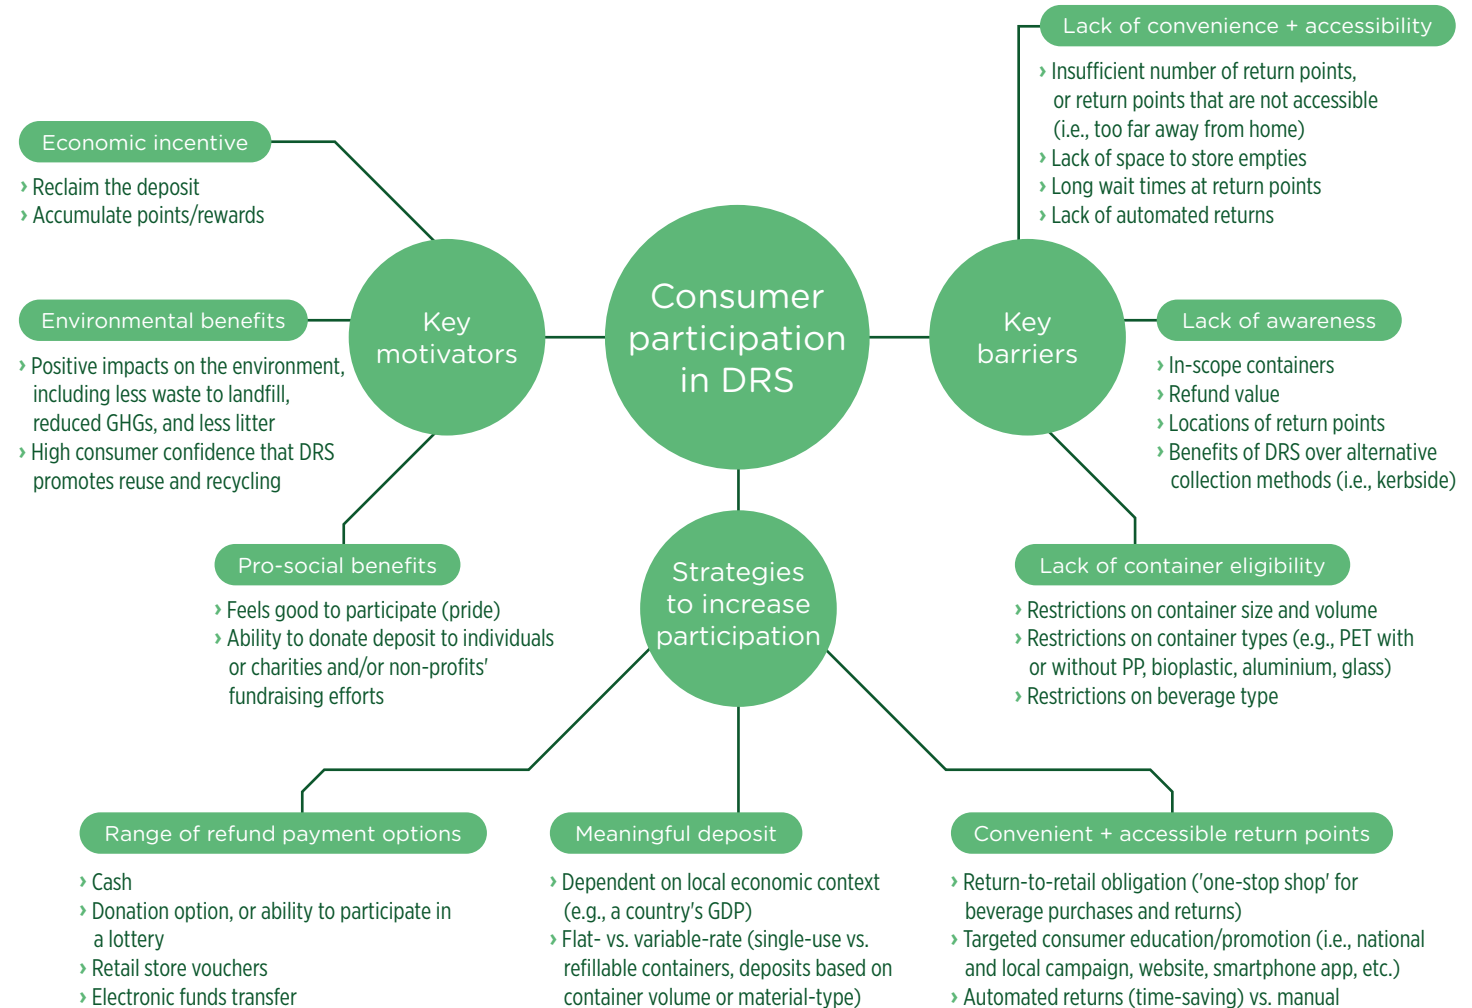 Consumer
participation
in DRS
Key
motivators
Economic incentive
› Reclaim the deposit
› Accumulate points/rewards
Environmental benefits
› Positive impacts on the environment,
including less waste to landfill,
reduced GHGs, and less litter
› High consumer confidence that DRS
promotes reuse and recycling
Pro-social benefits
› Feels good to participate (pride)
› Ability to donate deposit to individuals
or charities and/or non-profits'
fundraising efforts
Key
barriers
Lack of convenience + accessibility
› Insufficient number of return points,
or return points that are not accessible
(i.e., too far away from home)
› Lack of space to store empties
› Long wait times at return points
› Lack of automated returns
Lack of awareness
› In-scope containers
› Refund value
› Locations of return points
› Benefits of DRS over alternative
collection methods (i.e., kerbside)
Lack of container eligibility
› Restrictions on container size and volume
› Restrictions on container types (e.g., PET with
or without PP, bioplastic, aluminium, glass)
› Restrictions on beverage type
Strategies
to increase
participation
Range of refund payment options
› Cash
› Donation option, or ability to participate in
a lottery
› Retail store vouchers
› Electronic funds transfer
Meaningful deposit
› Dependent on local economic context
(e.g., a country's GDP)
› Flat- vs. variable-rate (single-use vs.
refillable containers, deposits based on
container volume or material-type)
Convenient + accessible return points
› Return-to-retail obligation ('one-stop shop' for
beverage purchases and returns)
› Targeted consumer education/promotion (i.e., national
and local campaign, website, smartphone app, etc.)
› Automated returns (time-saving) vs. manual